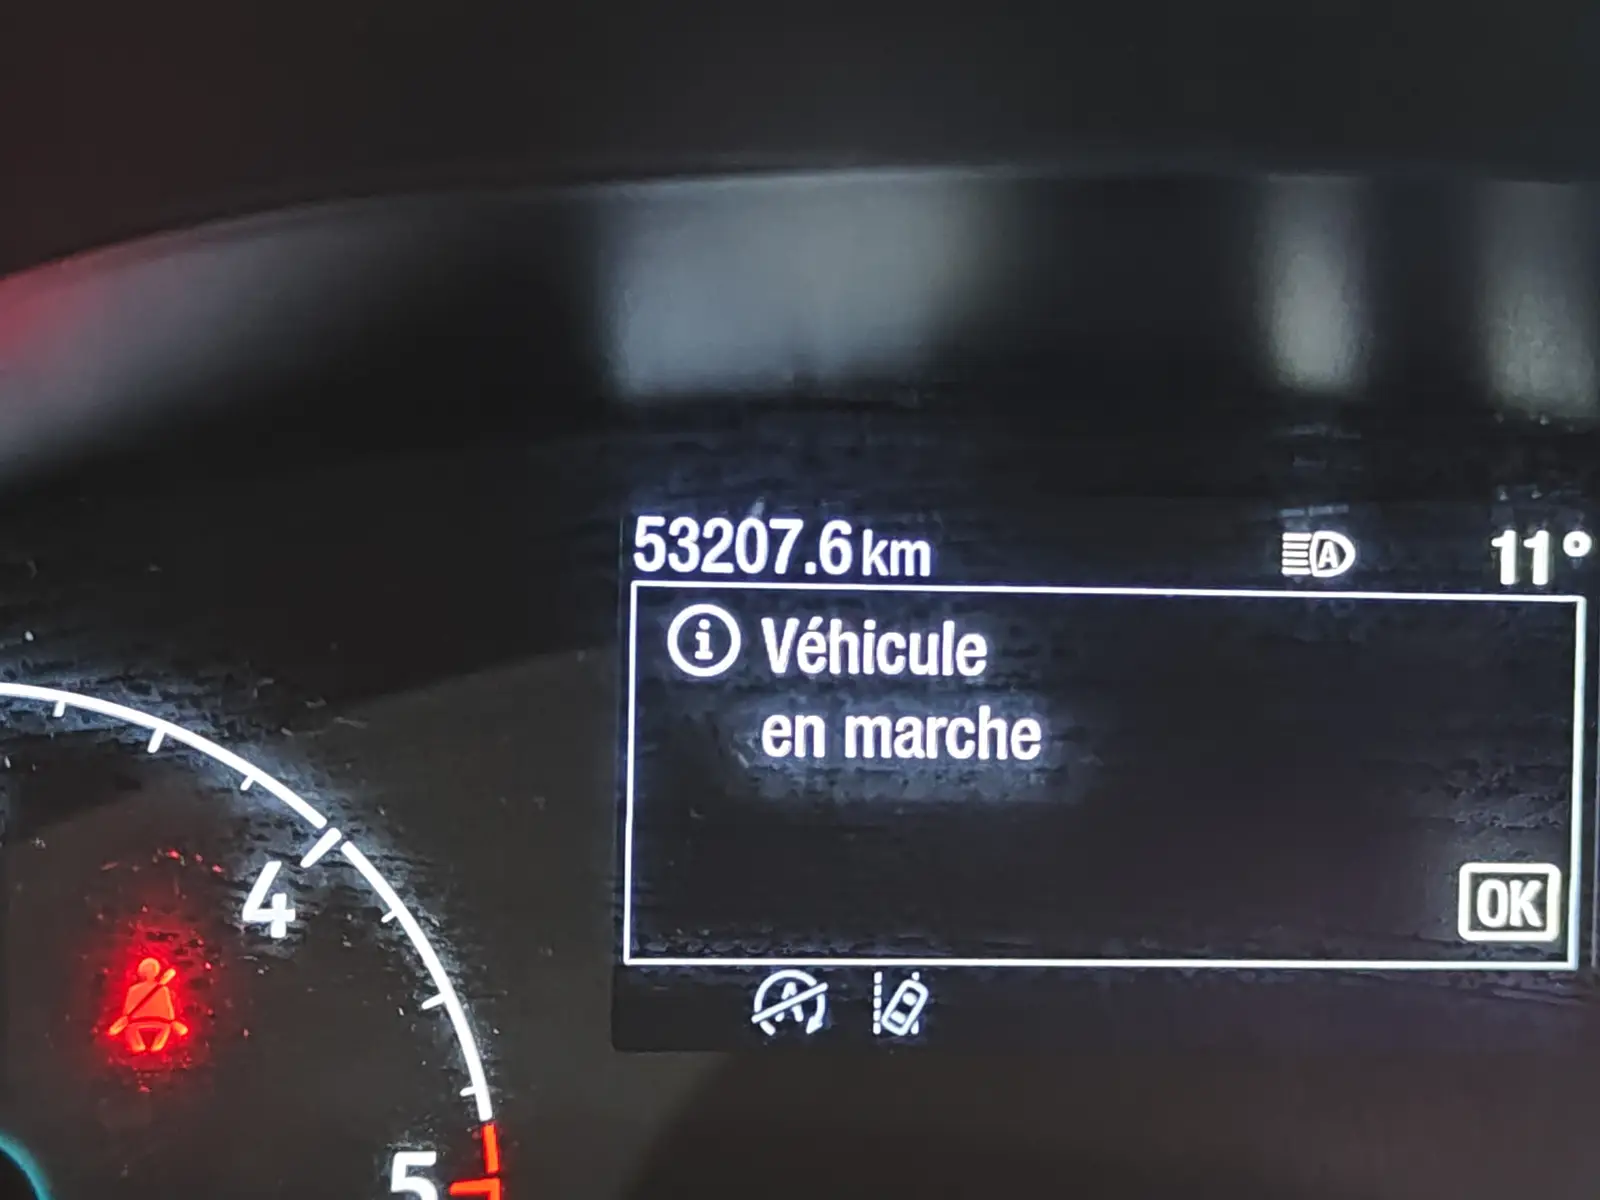 53207.6 km
11°
i Véhicule
en marche
OK
A
A
4
5